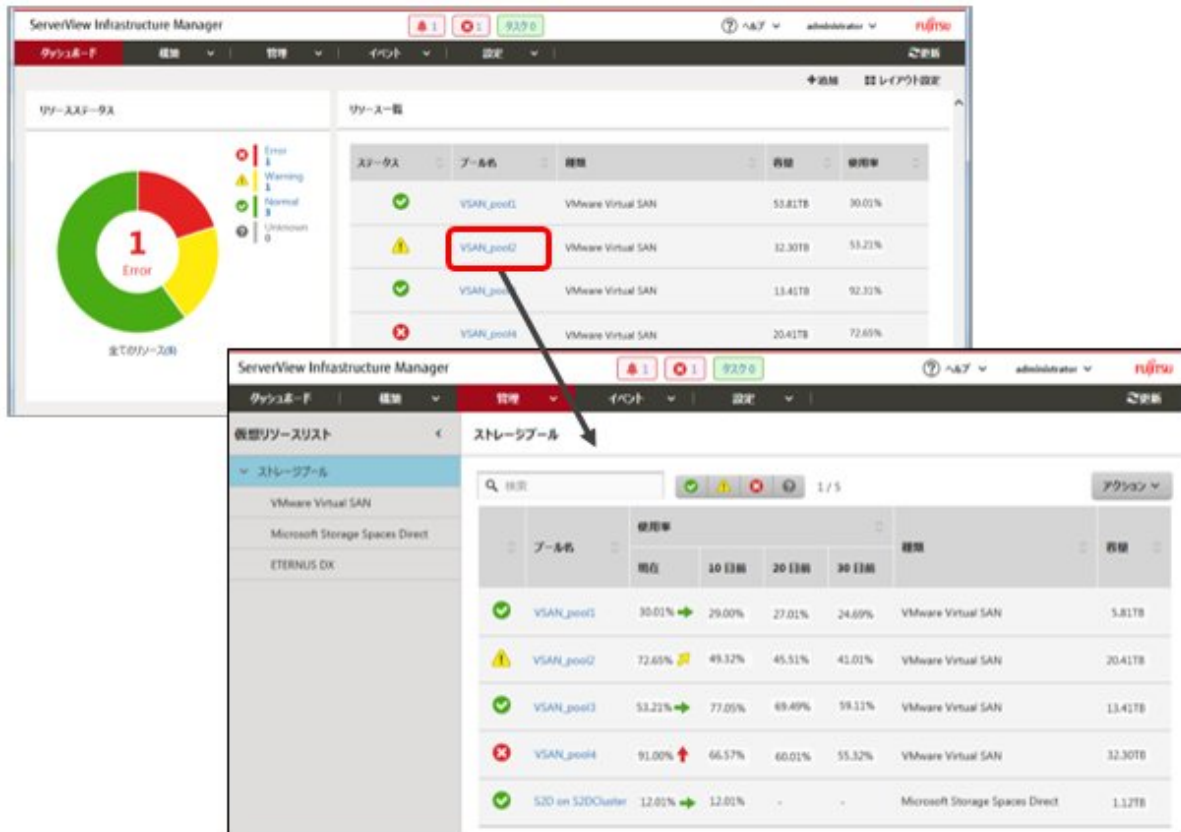 ServerView Infrastructure Manager 1 1 タスク 0 ヘルプ administrator FUJITSU
ダッシュボード 構築 管理 イベント 設定 更新
追加 レイアウト設定
リソースステータス リソース一覧
Error
1
Warning
1
Normal
3
Unknown
0
1
Error
全てのリソース(5)
ステータス プール名 種類 容量 使用率
VSAN_pool1 VMware Virtual SAN 53.81TB 30.01%
VSAN_pool2 VMware Virtual SAN 32.30TB 53.21%
VSAN_pool VMware Virtual SAN 13.41TB 92.31%
VSAN_pool4 VMware Virtual SAN 20.41TB 72.65%
ServerView Infrastructure Manager 1 1 タスク 0 ヘルプ administrator FUJITSU
ダッシュボード 構築 管理 イベント 設定 更新
仮想リソースリスト ストレージプール
ストレージプール
VMware Virtual SAN
Microsoft Storage Spaces Direct
ETERNUS DX
検索 1 / 5 アクション
プール名 使用率 種類 容量
現在 10 日前 20 日前 30 日前
VSAN_pool1 30.01% 29.00% 27.01% 24.69% VMware Virtual SAN 5.81TB
VSAN_pool2 72.65% 49.32% 45.51% 41.01% VMware Virtual SAN 20.41TB
VSAN_pool3 53.21% 77.05% 69.49% 59.11% VMware Virtual SAN 13.41TB
VSAN_pool4 91.00% 66.57% 60.01% 55.32% VMware Virtual SAN 32.30TB
S2D on S2DCluster 12.01% 12.01% - - Microsoft Storage Spaces Direct 1.12TB